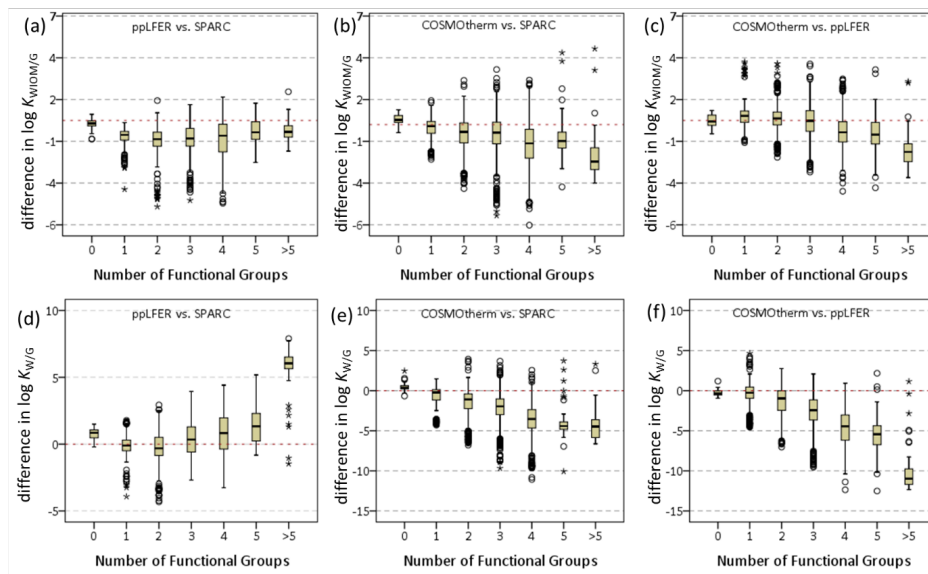 (a) ppLFER vs. SPARC
7
4
2
-1
-4
-6
difference in log K_WIOM/G
0 1 2 3 4 5 >5
Number of Functional Groups
(b) COSMOtherm vs. SPARC
7
4
2
-1
-4
-6
difference in log K_WIOM/G
0 1 2 3 4 5 >5
Number of Functional Groups
(c) COSMOtherm vs. ppLFER
7
4
2
-1
-4
-6
difference in log K_WIOM/G
0 1 2 3 4 5 >5
Number of Functional Groups
(d) ppLFER vs. SPARC
10
5
0
-5
difference in log K_W/G
0 1 2 3 4 5 >5
Number of Functional Groups
(e) COSMOtherm vs. SPARC
10
5
0
-5
-10
-15
difference in log K_W/G
0 1 2 3 4 5 >5
Number of Functional Groups
(f) COSMOtherm vs. ppLFER
10
5
0
-5
-10
-15
difference in log K_W/G
0 1 2 3 4 5 >5
Number of Functional Groups